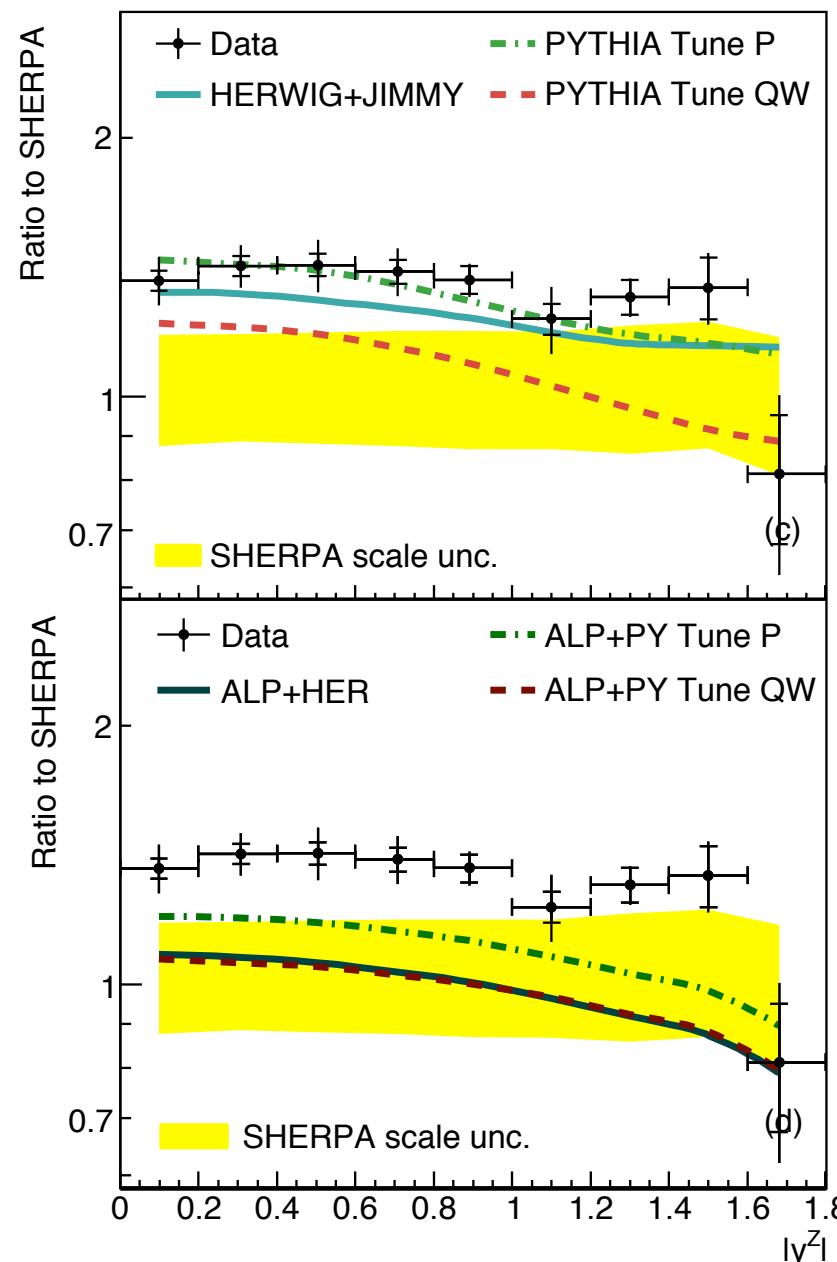 Ratio to SHERPA
Data
PYTHIA Tune P
HERWIG+JIMMY
PYTHIA Tune QW
2
1
0.7
SHERPA scale unc.
(c)
Ratio to SHERPA
Data
ALP+PY Tune P
ALP+HER
ALP+PY Tune QW
2
1
0.7
SHERPA scale unc.
(d)
0 0.2 0.4 0.6 0.8 1 1.2 1.4 1.6 1.8
|y^Z|